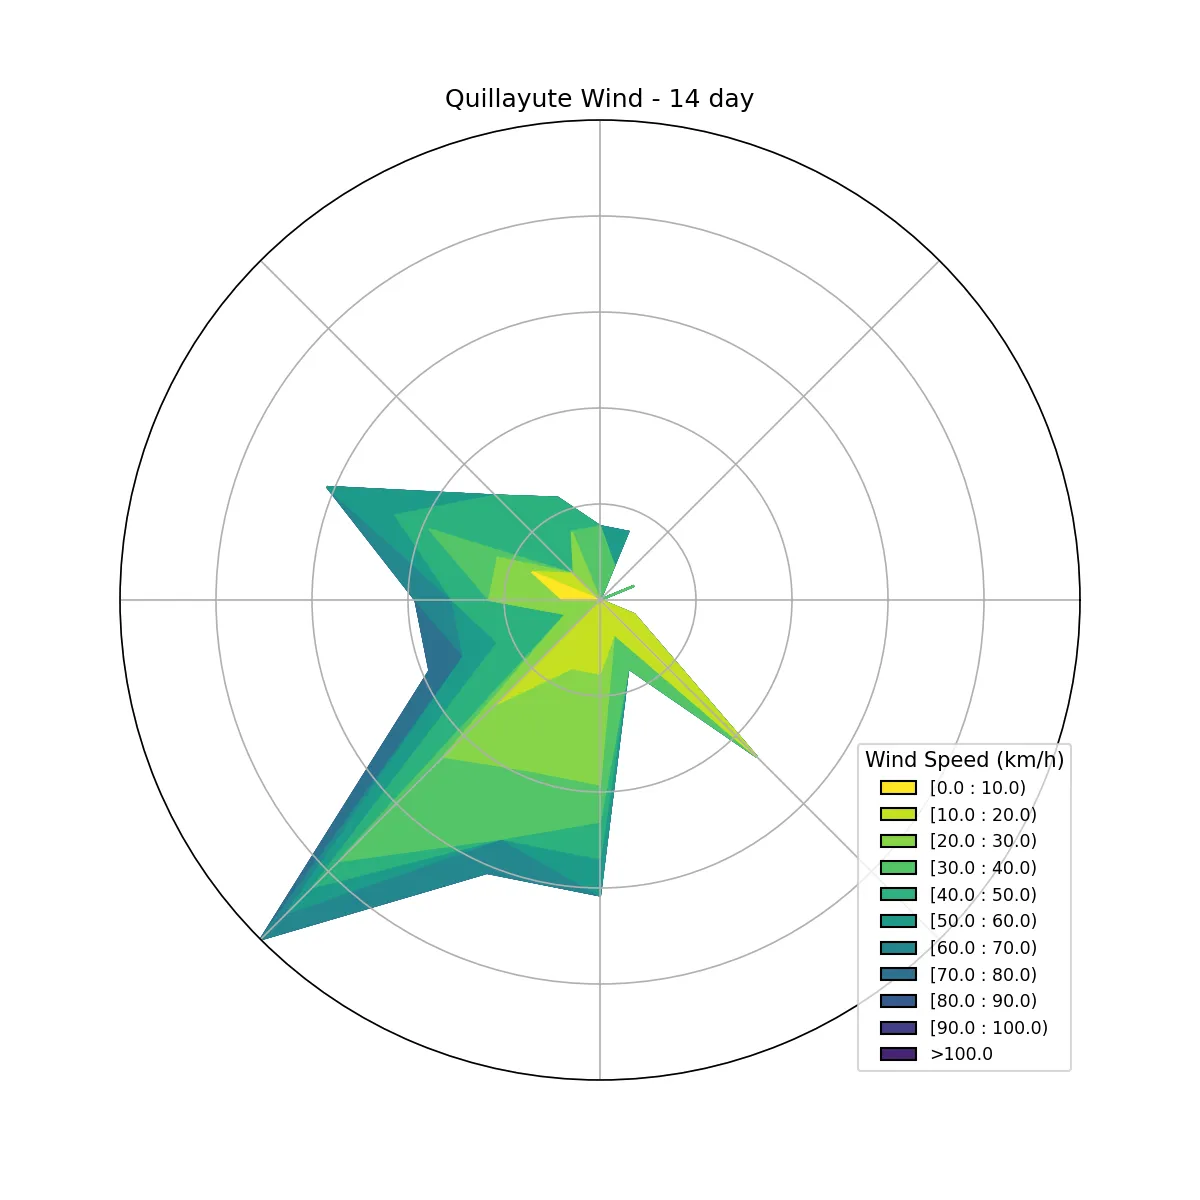 Quillayute Wind - 14 day
Wind Speed (km/h)
[0.0 : 10.0)
[10.0 : 20.0)
[20.0 : 30.0)
[30.0 : 40.0)
[40.0 : 50.0)
[50.0 : 60.0)
[60.0 : 70.0)
[70.0 : 80.0)
[80.0 : 90.0)
[90.0 : 100.0)
>100.0